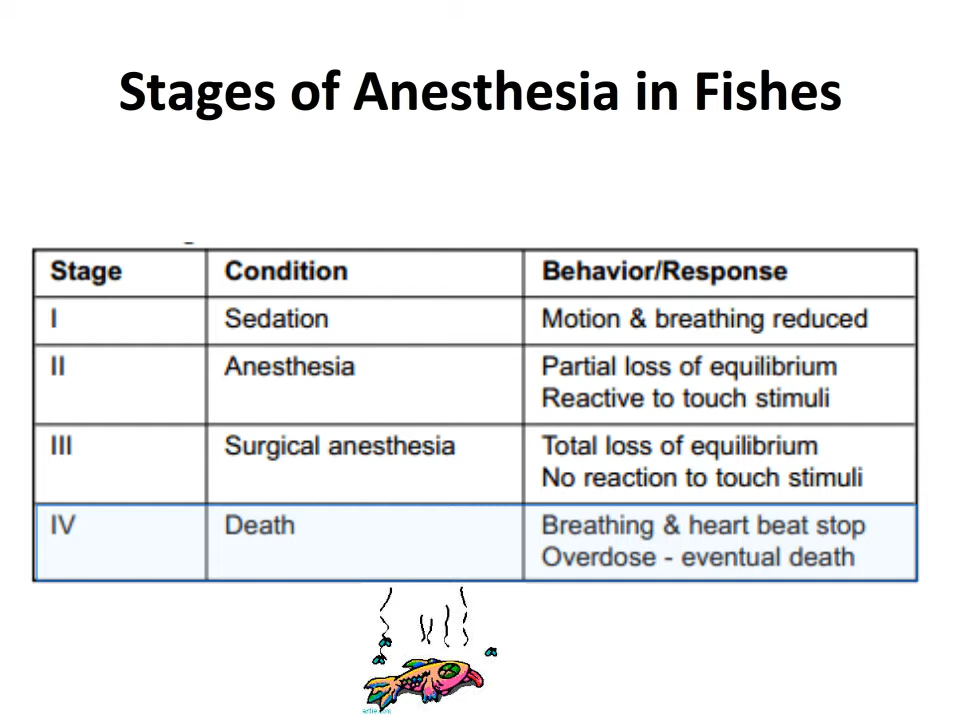 Stages of Anesthesia in Fishes
Stage Condition Behavior/Response
I Sedation Motion & breathing reduced
II Anesthesia Partial loss of equilibrium
Reactive to touch stimuli
III Surgical anesthesia Total loss of equilibrium
No reaction to touch stimuli
IV Death Breathing & heart beat stop
Overdose - eventual death